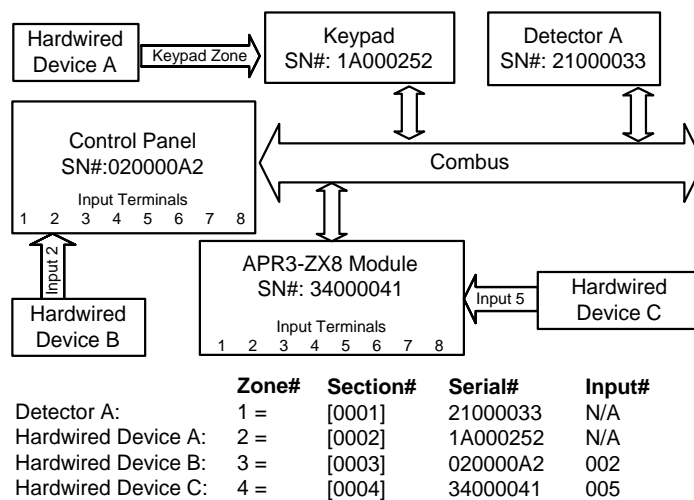 Hardwired
Device A
Keypad Zone
Keypad
SN#: 1A000252
Detector A
SN#: 21000033
Control Panel
SN#:020000A2
Input Terminals
1 2 3 4 5 6 7 8
Combus
Input 2
Hardwired
Device B
APR3-ZX8 Module
SN#: 34000041
Input Terminals
1 2 3 4 5 6 7 8
Input 5
Hardwired
Device C
Zone# Section# Serial# Input#
Detector A: 1 = [0001] 21000033 N/A
Hardwired Device A: 2 = [0002] 1A000252 N/A
Hardwired Device B: 3 = [0003] 020000A2 002
Hardwired Device C: 4 = [0004] 34000041 005